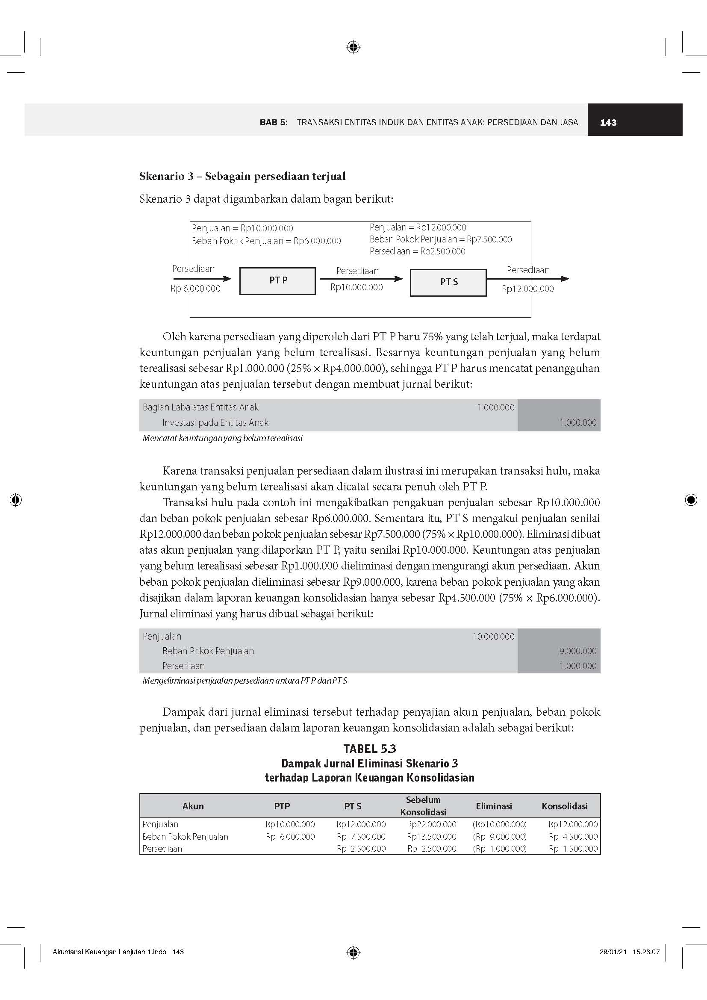 BAB 5: TRANSAKSI ENTITAS INDUK DAN ENTITAS ANAK: PERSEDIAAN DAN JASA 143
Skenario 3 – Sebagain persediaan terjual
Skenario 3 dapat digambarkan dalam bagan berikut:
Penjualan = Rp10.000.000
Beban Pokok Penjualan = Rp6.000.000
Penjualan = Rp12.000.000
Beban Pokok Penjualan = Rp7.500.000
Persediaan = Rp2.500.000
Persediaan
Rp 6.000.000
PT P
Persediaan
Rp10.000.000
PT S
Persediaan
Rp12.000.000
Oleh karena persediaan yang diperoleh dari PT P baru 75% yang telah terjual, maka terdapat
keuntungan penjualan yang belum terealisasi. Besarnya keuntungan penjualan yang belum
terealisasi sebesar Rp1.000.000 (25% × Rp4.000.000), sehingga PT P harus mencatat penangguhan
keuntungan atas penjualan tersebut dengan membuat jurnal berikut:
Bagian Laba atas Entitas Anak 1.000.000
Investasi pada Entitas Anak 1.000.000
Mencatat keuntungan yang belum terealisasi
Karena transaksi penjualan persediaan dalam ilustrasi ini merupakan transaksi hulu, maka
keuntungan yang belum terealisasi akan dicatat secara penuh oleh PT P.
Transaksi hulu pada contoh ini mengakibatkan pengakuan penjualan sebesar Rp10.000.000
dan beban pokok penjualan sebesar Rp6.000.000. Sementara itu, PT S mengakui penjualan senilai
Rp12.000.000 dan beban pokok penjualan sebesar Rp7.500.000 (75% × Rp10.000.000). Eliminasi dibuat
atas akun penjualan yang dilaporkan PT P, yaitu senilai Rp10.000.000. Keuntungan atas penjualan
yang belum terealisasi sebesar Rp1.000.000 dieliminasi dengan mengurangi akun persediaan. Akun
beban pokok penjualan dieliminasi sebesar Rp9.000.000, karena beban pokok penjualan yang akan
disajikan dalam laporan keuangan konsolidasian hanya sebesar Rp4.500.000 (75% × Rp6.000.000).
Jurnal eliminasi yang harus dibuat sebagai berikut:
Penjualan 10.000.000
Beban Pokok Penjualan 9.000.000
Persediaan 1.000.000
Mengeliminasi penjualan persediaan antara PT P dan PT S
Dampak dari jurnal eliminasi tersebut terhadap penyajian akun penjualan, beban pokok
penjualan, dan persediaan dalam laporan keuangan konsolidasian adalah sebagai berikut:
TABEL 5.3
Dampak Jurnal Eliminasi Skenario 3
terhadap Laporan Keuangan Konsolidasian
Akun PTP PT S Sebelum Konsolidasi Eliminasi Konsolidasi
Penjualan Rp10.000.000 Rp12.000.000 Rp22.000.000 (Rp10.000.000) Rp12.000.000
Beban Pokok Penjualan Rp 6.000.000 Rp 7.500.000 Rp13.500.000 (Rp 9.000.000) Rp 4.500.000
Persediaan Rp 2.500.000 Rp 2.500.000 (Rp 1.000.000) Rp 1.500.000
Akuntansi Keuangan Lanjutan 1.indb 143 29/01/21 15:23:07